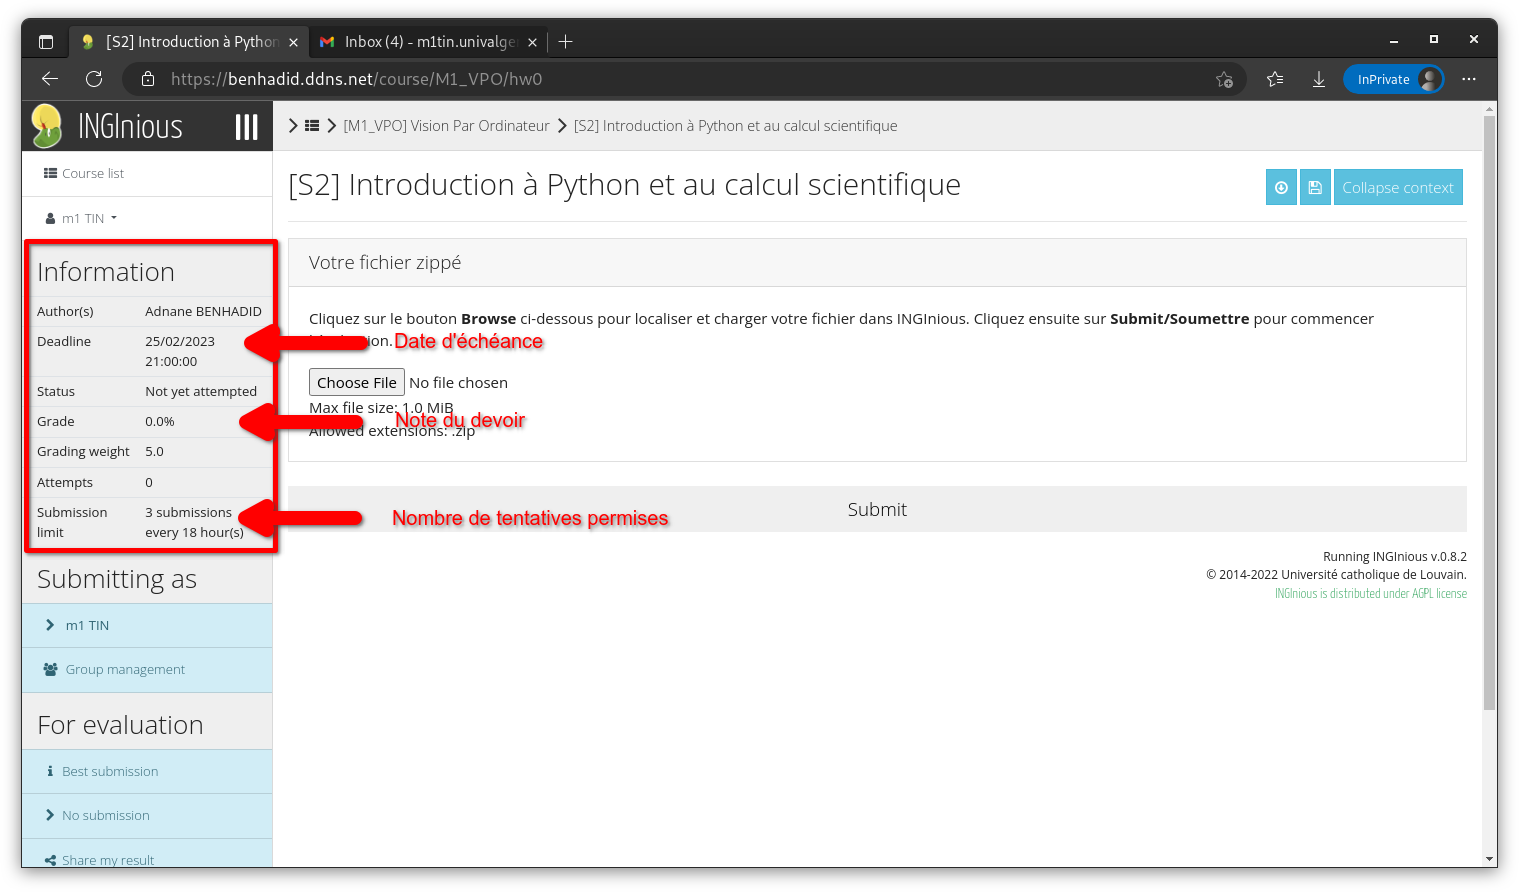 [S2] Introduction à Python
Inbox (4) - m1tin.univalge
https://benhadid.ddns.net/course/M1_VPO/hw0
InPrivate
INGInious
[M1_VPO] Vision Par Ordinateur
[S2] Introduction à Python et au calcul scientifique
Course list
m1 TIN
[S2] Introduction à Python et au calcul scientifique
Collapse context
Information
Author(s) Adnane BENHADID
Deadline 25/02/2023
21:00:00
Status Not yet attempted
Grade 0.0%
Grading weight 5.0
Attempts 0
Submission 3 submissions
limit every 18 hour(s)
Submitting as
m1 TIN
Group management
For evaluation
Best submission
No submission
Share my result
Votre fichier zippé
Cliquez sur le bouton Browse ci-dessous pour localiser et charger votre fichier dans INGInious. Cliquez ensuite sur Submit/Soumettre pour commencer
Date d'échéance
Choose File No file chosen
Max file size: 1.0 MiB
Note du devoir
Allowed extensions: .zip
Nombre de tentatives permises
Submit
Running INGInious v.0.8.2
© 2014-2022 Université catholique de Louvain.
INGInious is distributed under AGPL license